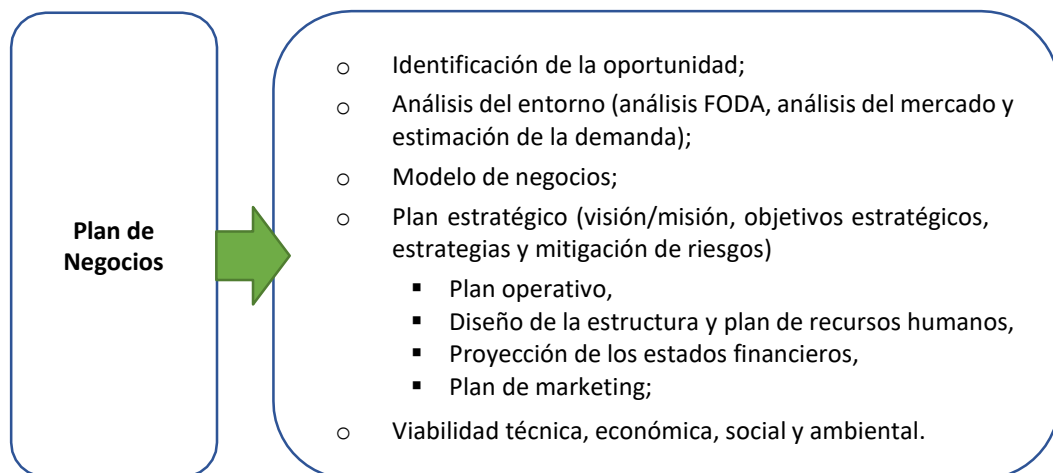 Plan de
Negocios
o Identificación de la oportunidad;
o Análisis del entorno (análisis FODA, análisis del mercado y
estimación de la demanda);
o Modelo de negocios;
o Plan estratégico (visión/misión, objetivos estratégicos,
estrategias y mitigación de riesgos)
▪ Plan operativo,
▪ Diseño de la estructura y plan de recursos humanos,
▪ Proyección de los estados financieros,
▪ Plan de marketing;
o Viabilidad técnica, económica, social y ambiental.